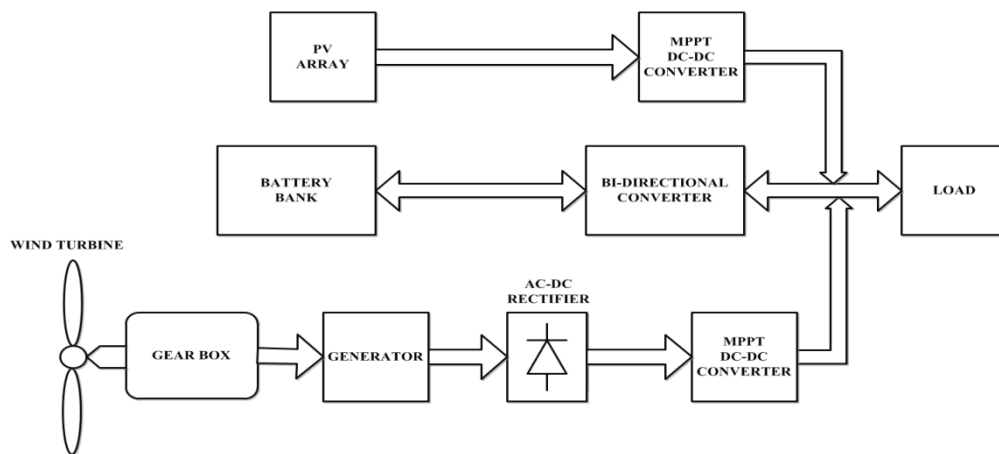 PV
ARRAY
MPPT
DC-DC
CONVERTER
BATTERY
BANK
BI-DIRECTIONAL
CONVERTER
LOAD
WIND TURBINE
GEAR BOX
GENERATOR
AC-DC
RECTIFIER
MPPT
DC-DC
CONVERTER